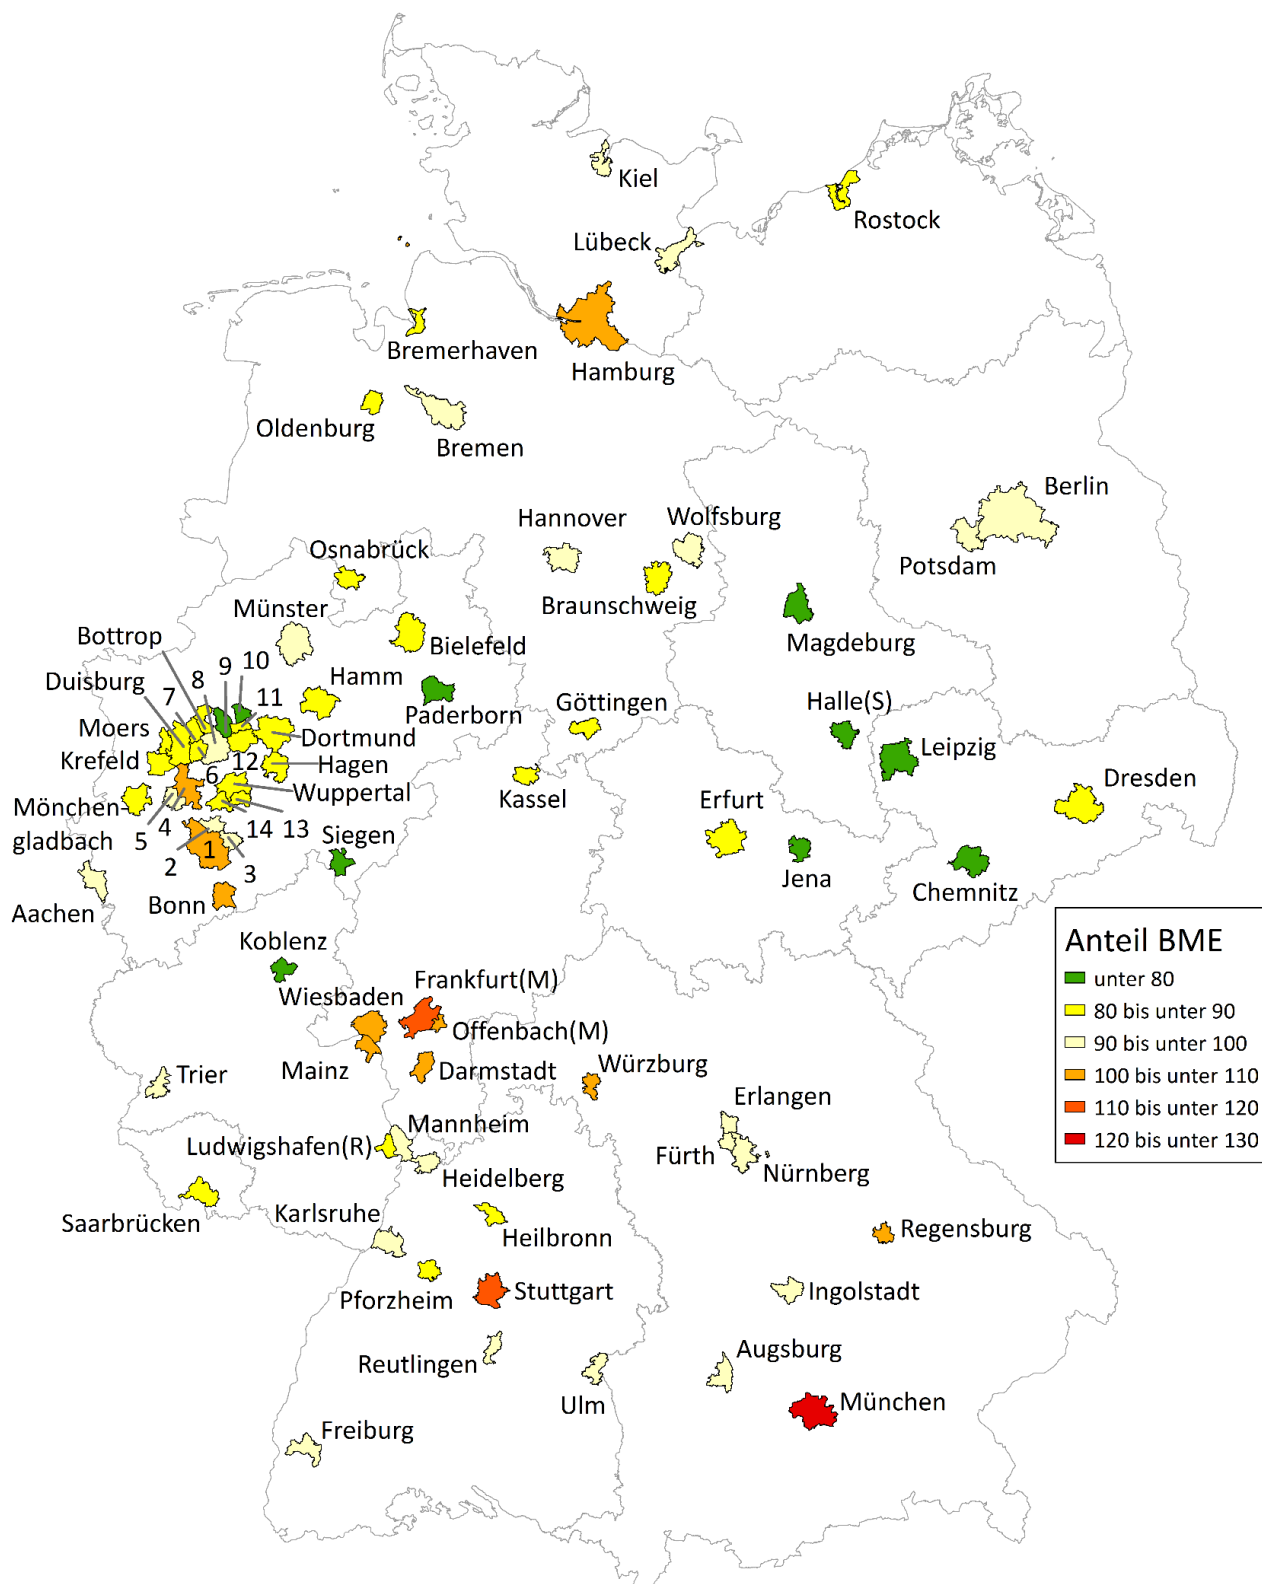 Kiel
Rostock
Lübeck
Bremerhaven
Hamburg
Oldenburg
Bremen
Berlin
Hannover
Wolfsburg
Osnabrück
Potsdam
Braunschweig
Münster
Magdeburg
Bottrop
Bielefeld
Duisburg
7
8
9
10
11
Hamm
Göttingen
Halle(S)
Paderborn
Moers
Dortmund
Leipzig
Krefeld
6
12
Hagen
Dresden
Wuppertal
Kassel
Erfurt
Mönchen-
gladbach
5
4
14
13
Siegen
2
1
3
Jena
Chemnitz
Aachen
Bonn
Koblenz
Anteil BME
unter 80
80 bis unter 90
90 bis unter 100
100 bis unter 110
110 bis unter 120
120 bis unter 130
Frankfurt(M)
Wiesbaden
Offenbach(M)
Mainz
Darmstadt
Würzburg
Trier
Erlangen
Mannheim
Ludwigshafen(R)
Fürth
Nürnberg
Heidelberg
Saarbrücken
Karlsruhe
Heilbronn
Regensburg
Pforzheim
Stuttgart
Ingolstadt
Reutlingen
Augsburg
Ulm
München
Freiburg